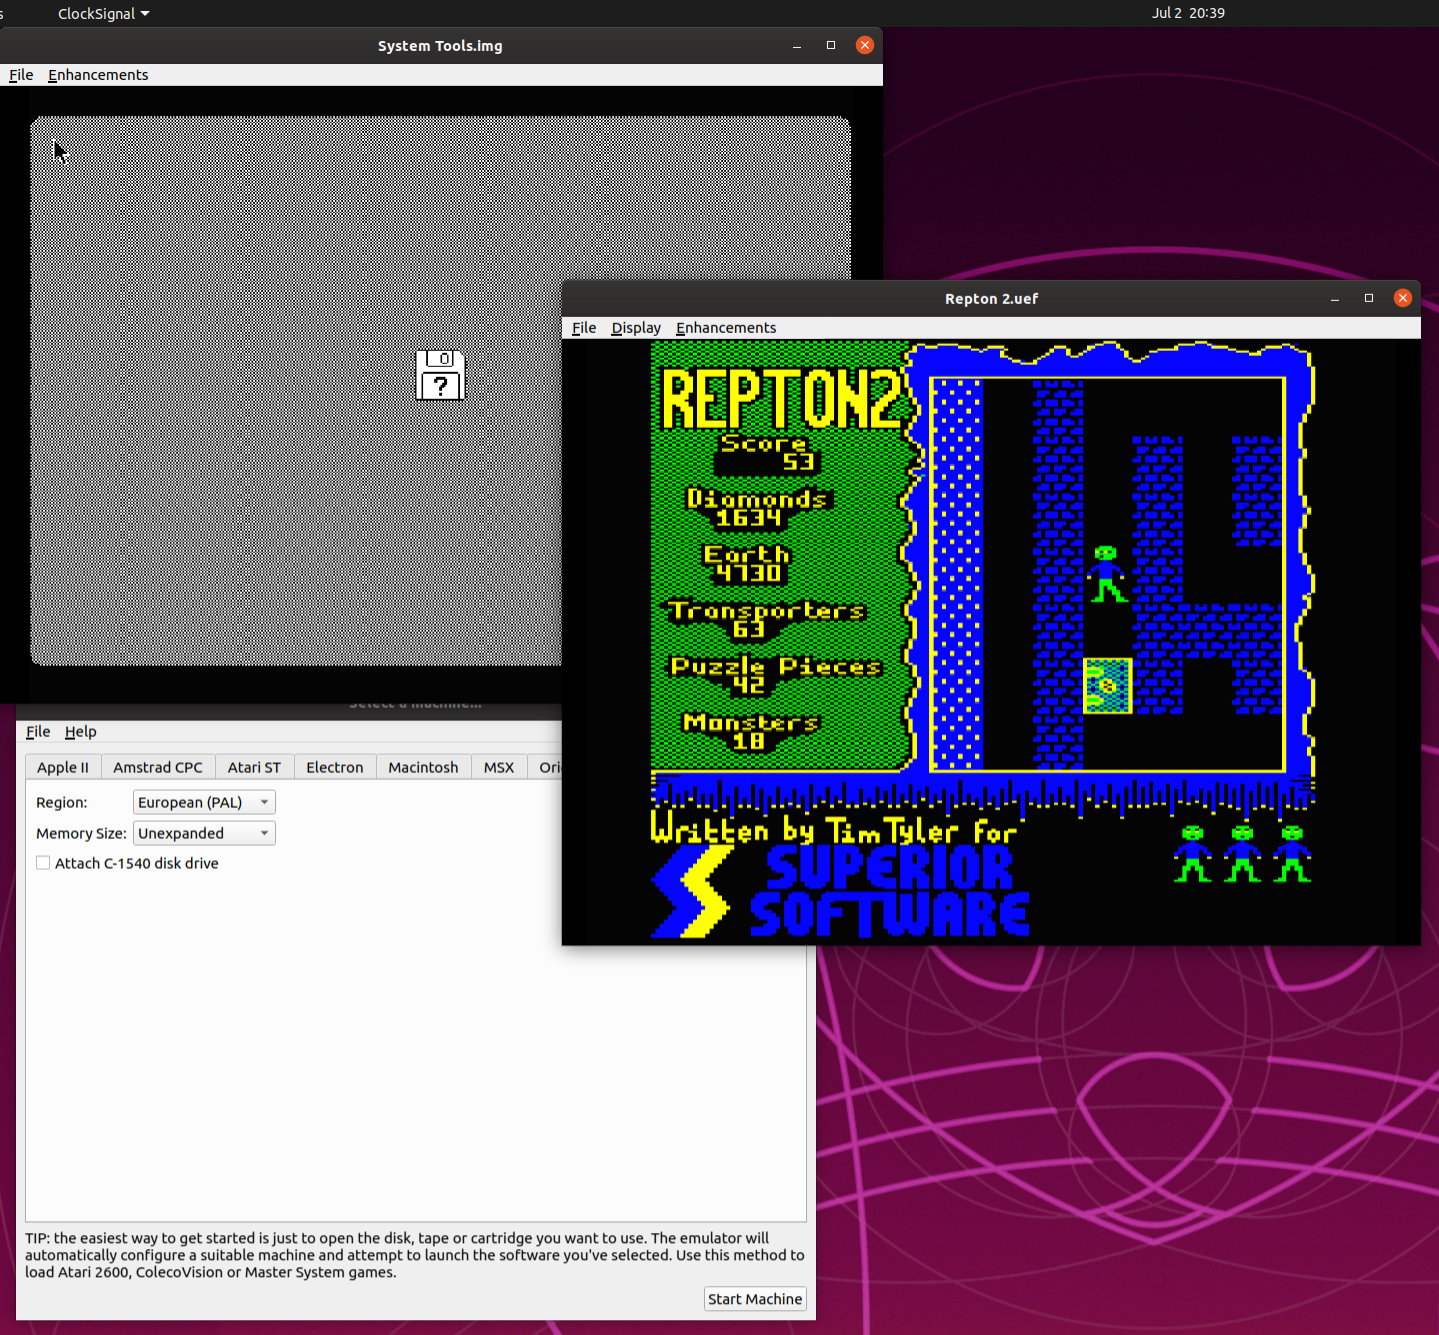 ClockSignal
Jul 2 20:39
System Tools.img
File Enhancements
0
?
Repton 2.uef
File Display Enhancements
REPTON2
Score
53
Diamonds
1634
Earth
4730
Transporters
63
Puzzle Pieces
42
Monsters
18
Written by Tim Tyler for
SUPERIOR
SOFTWARE
Select a machine...
File Help
Apple II Amstrad CPC Atari ST Electron Macintosh MSX Ori
Region: European (PAL)
Memory Size: Unexpanded
Attach C-1540 disk drive
TIP: the easiest way to get started is just to open the disk, tape or cartridge you want to use. The emulator will
automatically configure a suitable machine and attempt to launch the software you've selected. Use this method to
load Atari 2600, ColecoVision or Master System games.
Start Machine